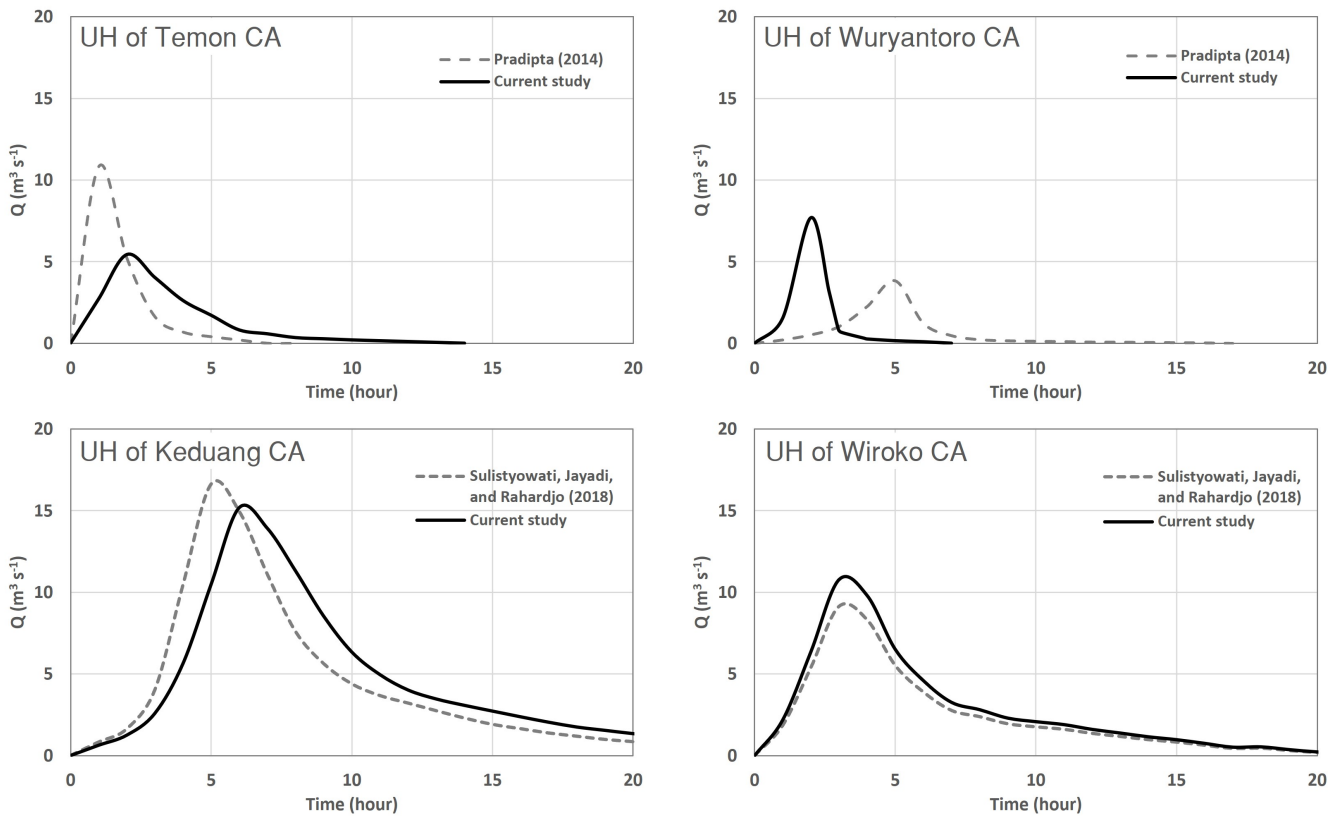 UH of Temon CA
Pradipta (2014)
Current study
20
15
10
5
0
Q (m³ s⁻¹)
0 5 10 15 20
Time (hour)
UH of Wuryantoro CA
Pradipta (2014)
Current study
20
15
10
5
0
Q (m³ s⁻¹)
0 5 10 15 20
Time (hour)
UH of Keduang CA
Sulistyowati, Jayadi,
and Rahardjo (2018)
Current study
20
15
10
5
0
Q (m³ s⁻¹)
0 5 10 15 20
Time (hour)
UH of Wiroko CA
Sulistyowati, Jayadi,
and Rahardjo (2018)
Current study
20
15
10
5
0
Q (m³ s⁻¹)
0 5 10 15 20
Time (hour)